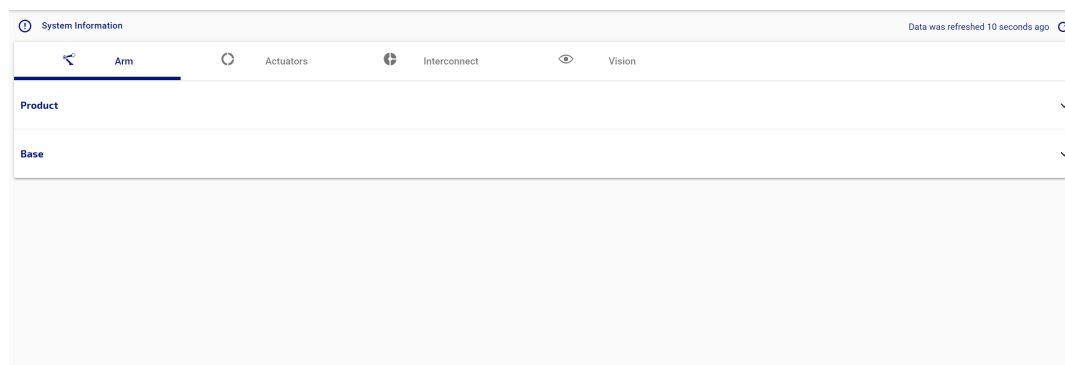 System Information
Data was refreshed 10 seconds ago
Arm
Actuators
Interconnect
Vision
Product
Base